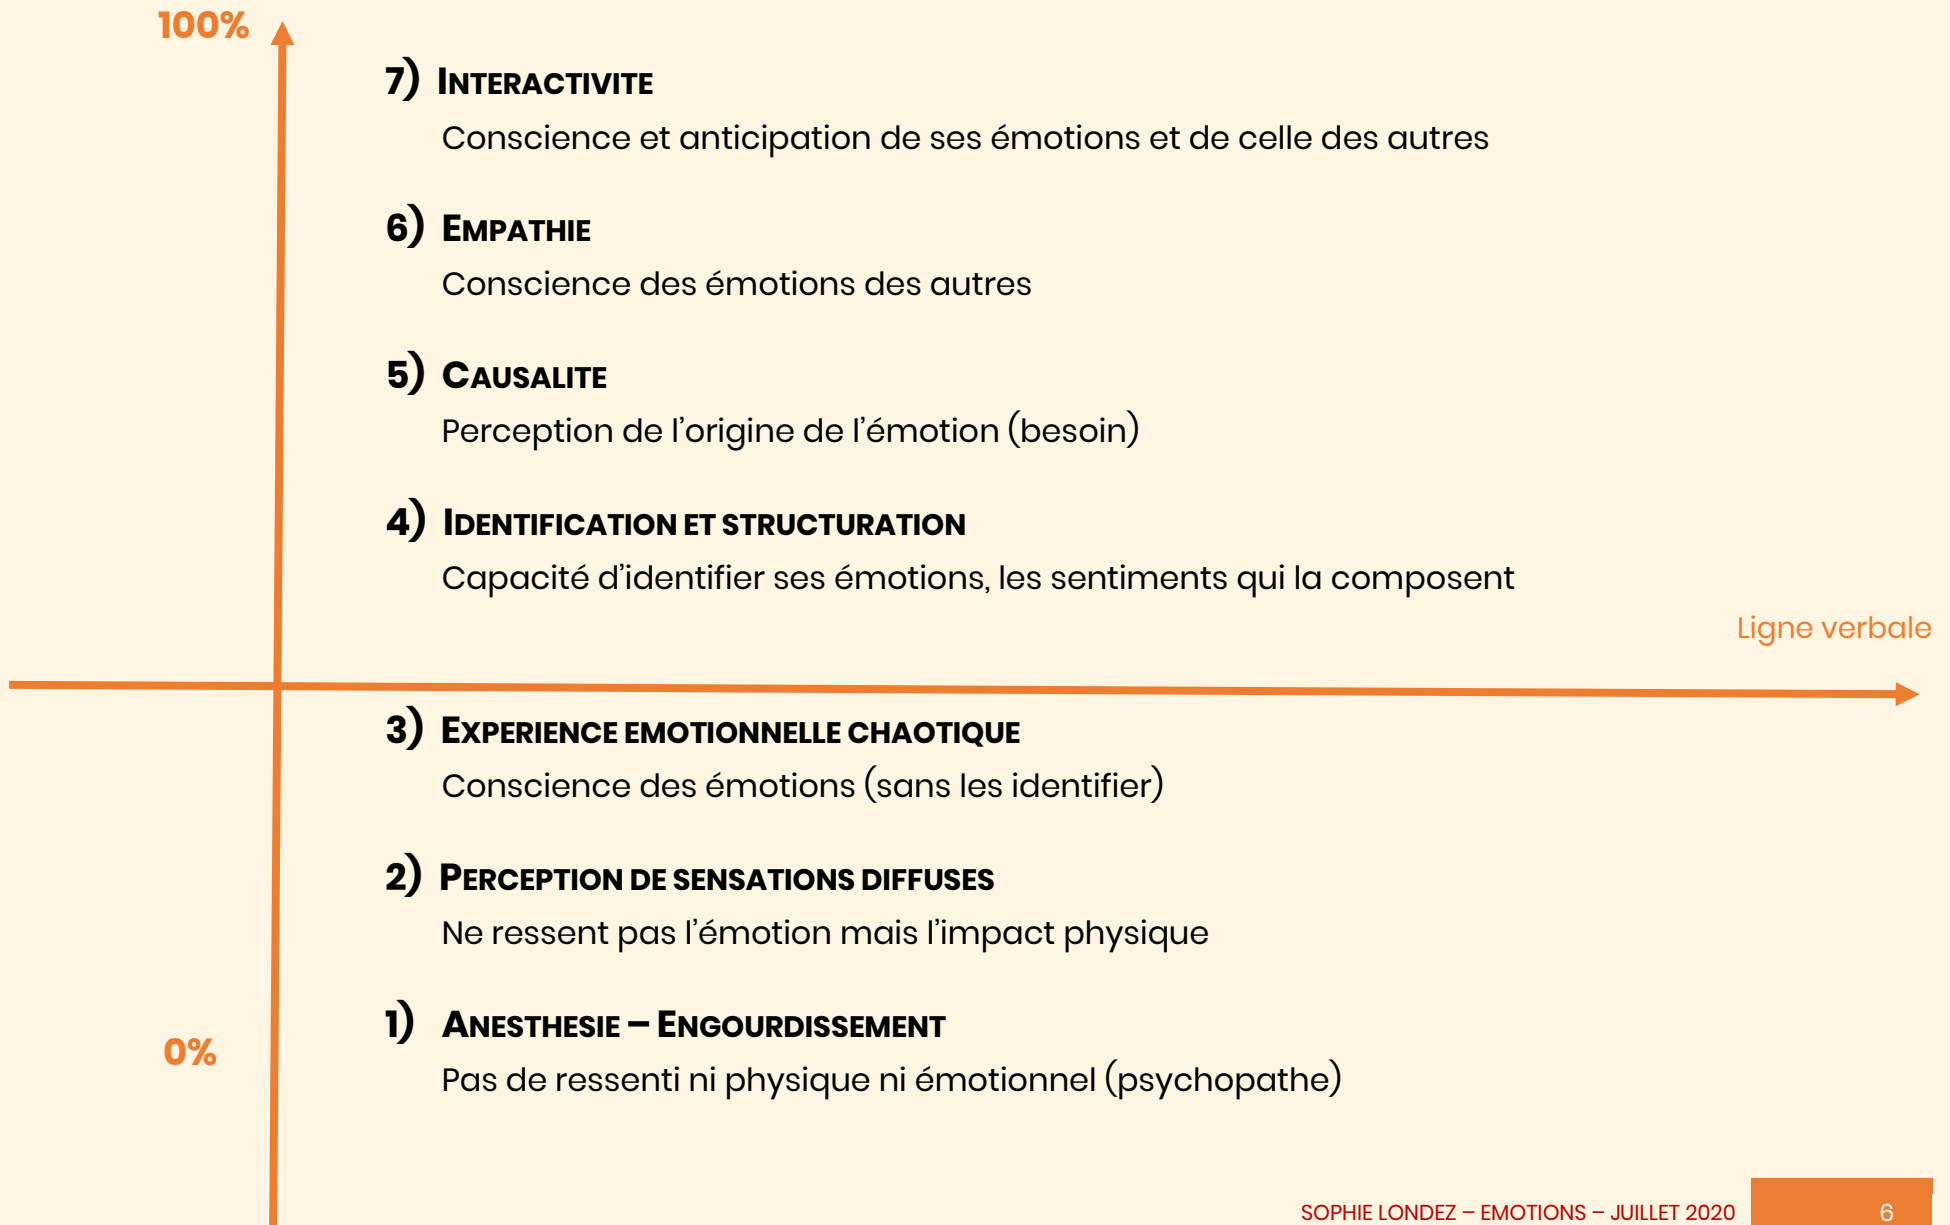 100%
7) INTERACTIVITE
Conscience et anticipation de ses émotions et de celle des autres
6) EMPATHIE
Conscience des émotions des autres
5) CAUSALITE
Perception de l’origine de l’émotion (besoin)
4) IDENTIFICATION ET STRUCTURATION
Capacité d’identifier ses émotions, les sentiments qui la composent
Ligne verbale
3) EXPERIENCE EMOTIONNELLE CHAOTIQUE
Conscience des émotions (sans les identifier)
2) PERCEPTION DE SENSATIONS DIFFUSES
Ne ressent pas l’émotion mais l’impact physique
1) ANESTHESIE – ENGOURDISSEMENT
0%
Pas de ressenti ni physique ni émotionnel (psychopathe)
SOPHIE LONDEZ – EMOTIONS – JUILLET 2020
6